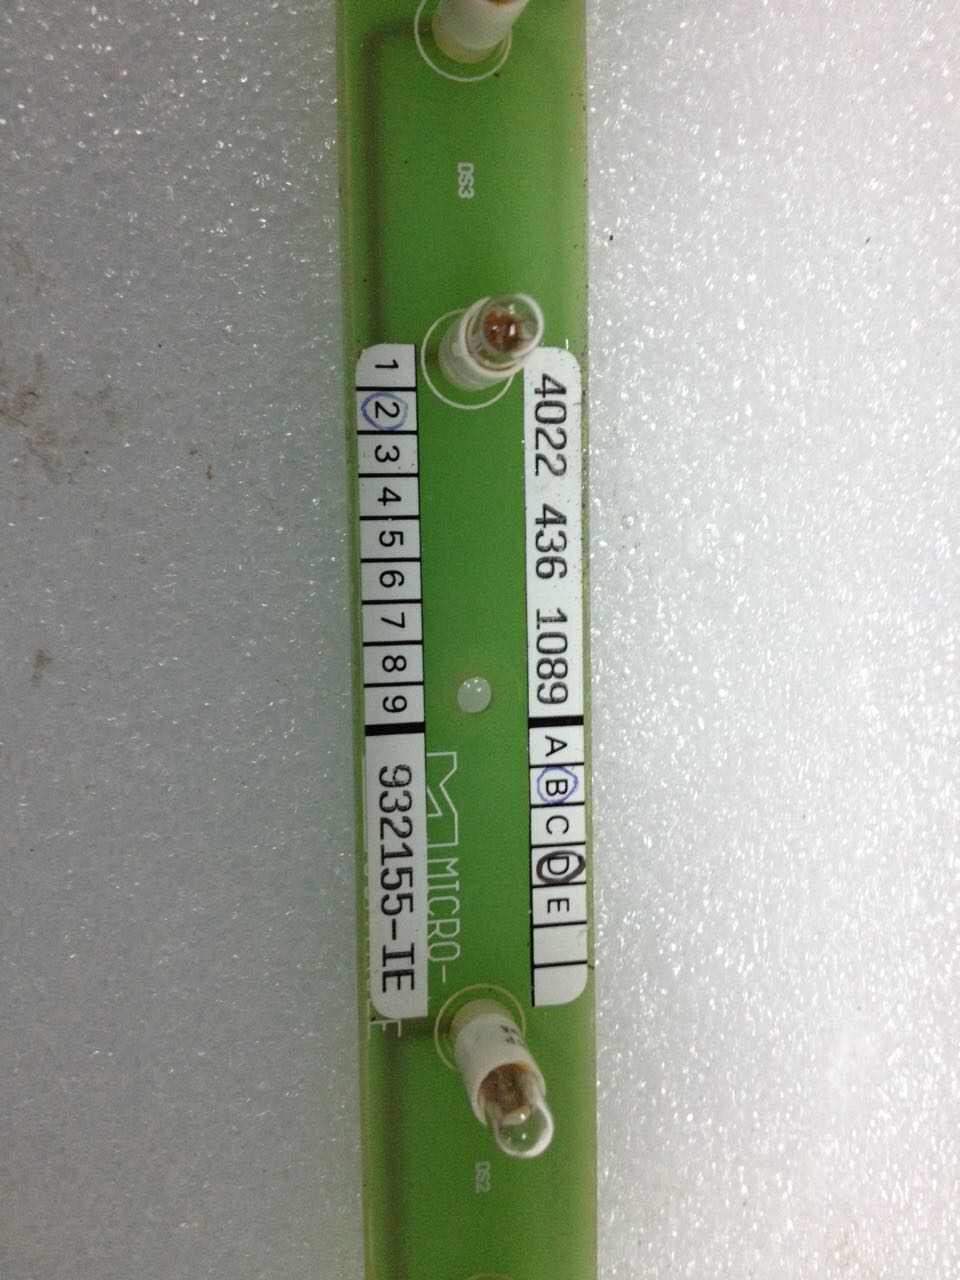 DS3
4022 436 1089 A B C D E
1 2 3 4 5 6 7 8 9 932155-IE
MICRO-
DS2